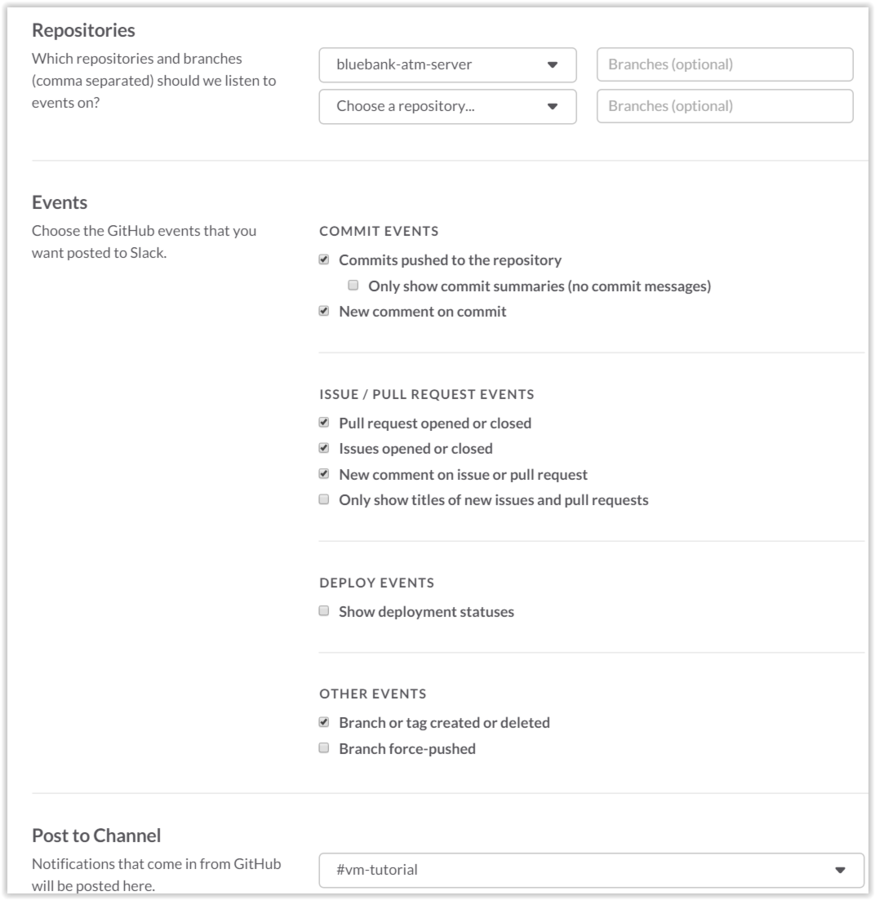 Repositories
Which repositories and branches
(comma separated) should we listen to
events on?
bluebank-atm-server
Branches (optional)
Choose a repository...
Branches (optional)
Events
Choose the GitHub events that you
want posted to Slack.
COMMIT EVENTS
Commits pushed to the repository
Only show commit summaries (no commit messages)
New comment on commit
ISSUE / PULL REQUEST EVENTS
Pull request opened or closed
Issues opened or closed
New comment on issue or pull request
Only show titles of new issues and pull requests
DEPLOY EVENTS
Show deployment statuses
OTHER EVENTS
Branch or tag created or deleted
Branch force-pushed
Post to Channel
Notifications that come in from GitHub
will be posted here.
#vm-tutorial